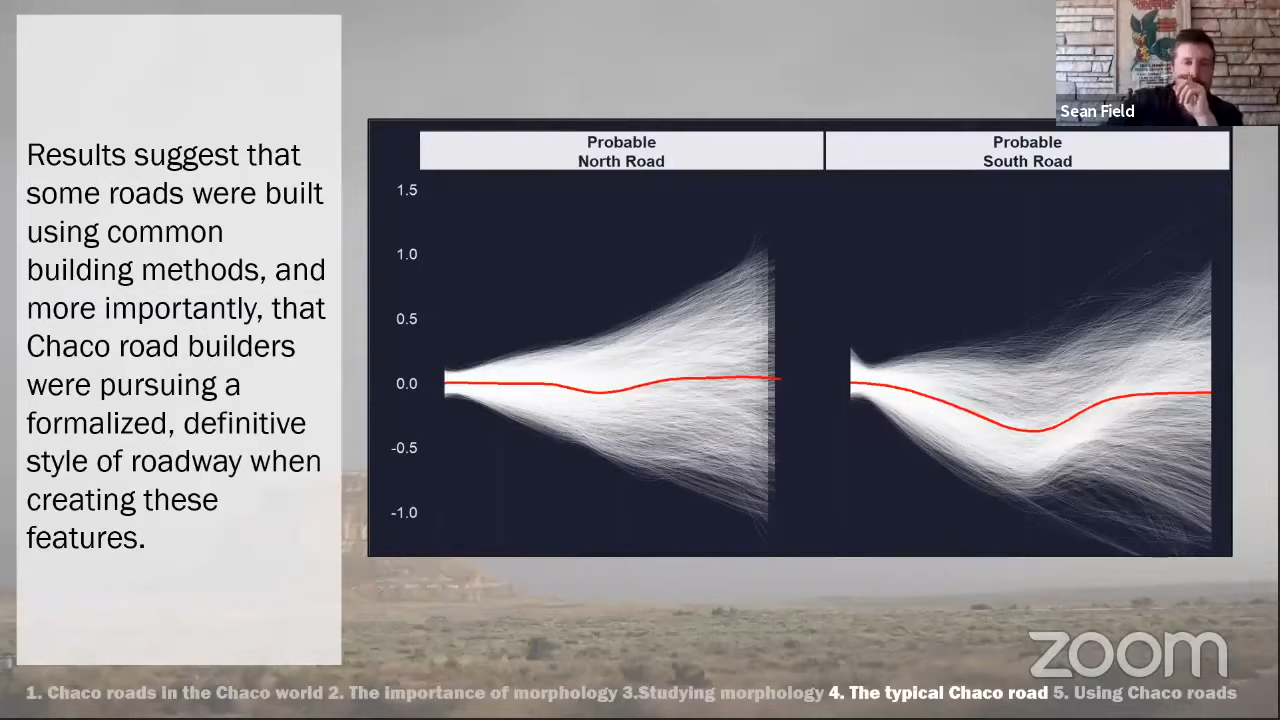 Results suggest that
some roads were built
using common
building methods, and
more importantly, that
Chaco road builders
were pursuing a
formalized, definitive
style of roadway when
creating these
features.
Probable
North Road
Probable
South Road
1.5
1.0
0.5
0.0
-0.5
-1.0
Sean Field
zoom
1. Chaco roads in the Chaco world 2. The importance of morphology 3.Studying morphology 4. The typical Chaco road 5. Using Chaco roads